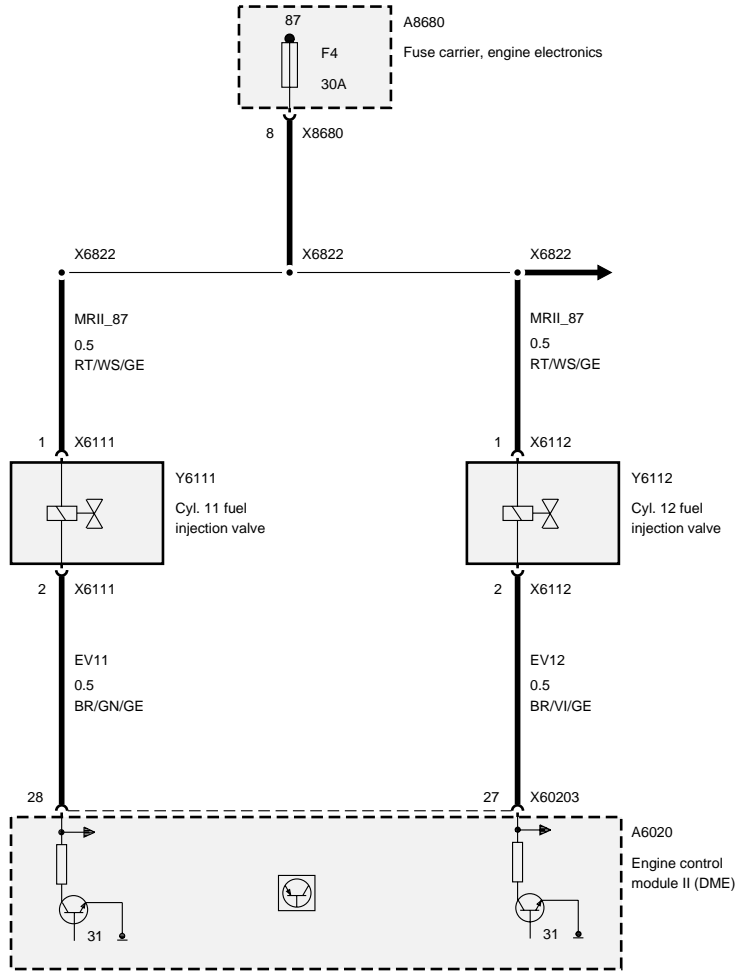 87
A8680
F4
Fuse carrier, engine electronics
30A
8 X8680
X6822
X6822
X6822
MRII_87
0.5
RT/WS/GE
MRII_87
0.5
RT/WS/GE
1 X6111
1 X6112
Y6111
Cyl. 11 fuel
injection valve
Y6112
Cyl. 12 fuel
injection valve
2 X6111
2 X6112
EV11
0.5
BR/GN/GE
EV12
0.5
BR/VI/GE
28
27 X60203
A6020
Engine control
module II (DME)
31
31